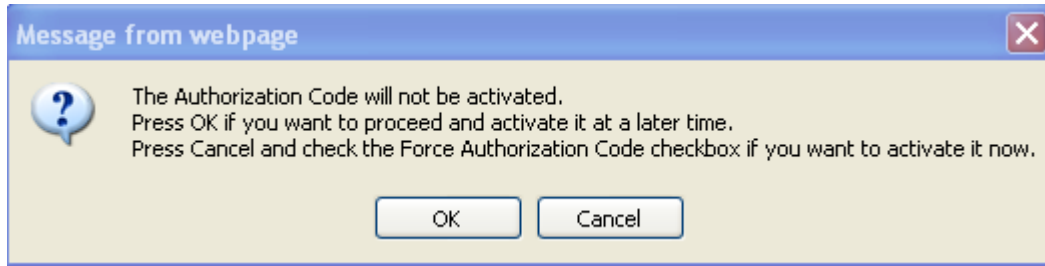 Message from webpage
The Authorization Code will not be activated.
Press OK if you want to proceed and activate it at a later time.
Press Cancel and check the Force Authorization Code checkbox if you want to activate it now.
OK
Cancel